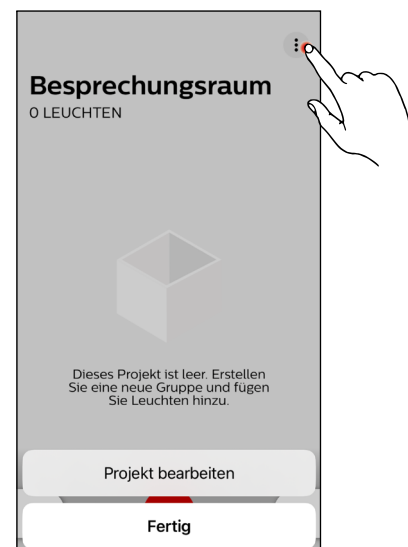 Besprechungsraum
0 LEUCHTEN
Dieses Projekt ist leer. Erstellen
Sie eine neue Gruppe und fügen
Sie Leuchten hinzu.
Projekt bearbeiten
Fertig